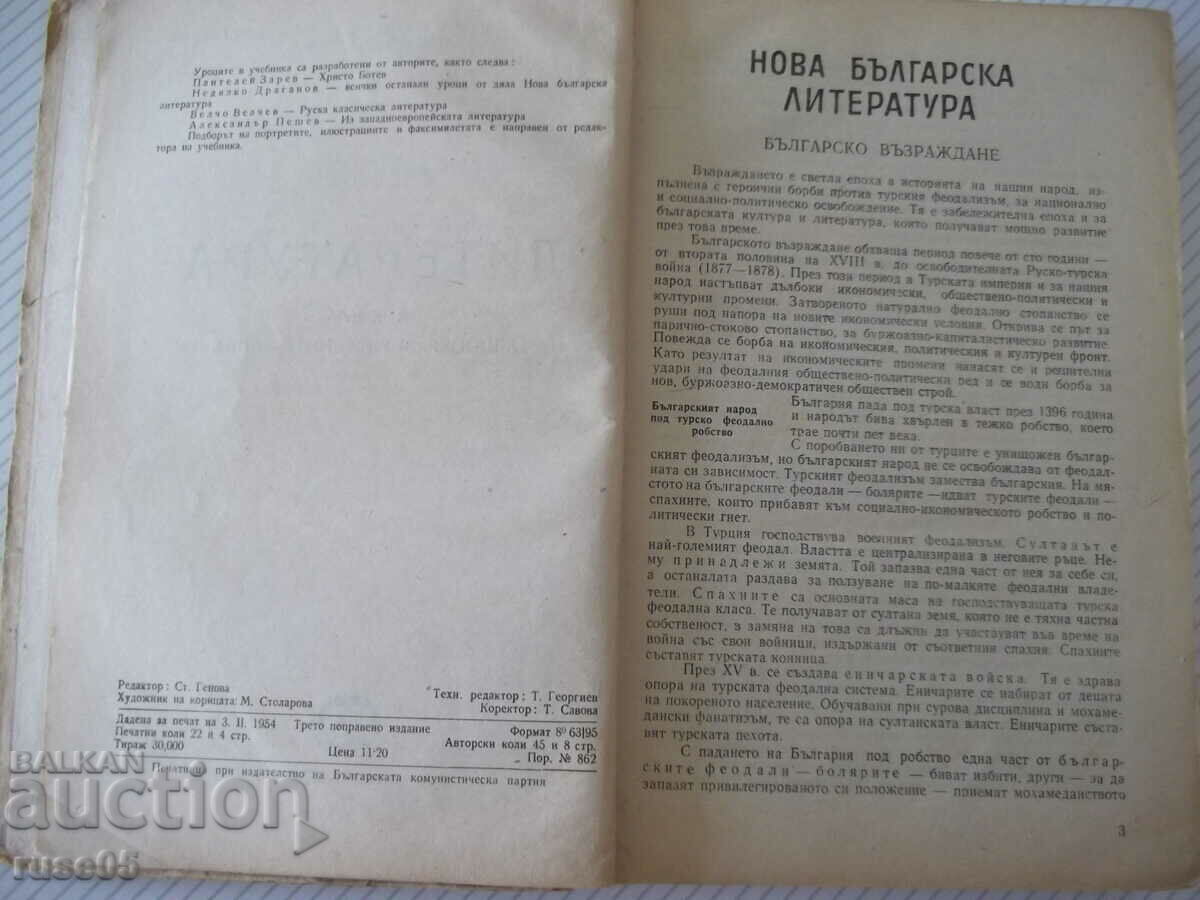 Уроците в учебника са разработени от авторите, както следва:
Пантелей Зарев — Христо Ботев
Недялко Драганов — всички останали уроци от дяла Нова българска
литература
Велчо Велчев — Руска класическа литература
Александър Пешев — Из западноевропейската литература
Подборът на портретите, илюстрациите и факсимилетата е направен от редак-
тора на учебника.
Редактор: Ст. Генова
Художник на корицата: М. Столарова
Техн. редактор: Т. Георгиев
Коректор: Т. Савова
Дадена за печат на 3. II. 1954 Трето поправено издание Формат 8° 63|95
Печатни коли 22 и 4 стр. Авторски коли 45 и 8 стр.
Тираж 30,000 Цена 11·20 Пор. № 862
Печатница при издателство на Българската комунистическа партия
НОВА БЪЛГАРСКА
ЛИТЕРАТУРА
БЪЛГАРСКО ВЪЗРАЖДАНЕ
Възраждането е светла епоха в историята на нашия народ, из-
пълнена с героични борби против турския феодализъм, за национално
и социално-политическо освобождение. Тя е забележителна епоха и за
българската култура и литература, които получават мощно развитие
през това време.
Българското възраждане обхваща период повече от сто години —
от втората половина на XVIII в. до освободителната Руско-турска
война (1877—1878). През този период в Турската империя и за нашия
народ настъпват дълбоки икономически, обществено-политически и
културни промени. Затвореното натурално феодално стопанство се
руши под напора на новите икономически условия. Открива се път за
парично-стоково стопанство, за буржоазно-капиталистическо развитие.
Повежда се борба на икономическия, политическия и културен фронт.
Като резултат на икономическите промени нанасят се и решителни
удари на феодалния обществено-политически ред и се води борба за
нов, буржоазно-демократичен обществен строй.
Българският народ
под турско феодално
робство
България пада под турска власт през 1396 година
и народът бива хвърлен в тежко робство, което
трае почти пет века.
С поробването ни от турците е унищожен българ-
ският феодализъм, но българският народ не се освобождава от феодал-
ната си зависимост. Турският феодализъм замества българския. На мя-
стото на българските феодали — болярите — идват турските феодали —
спахиите, които прибавят към социално-икономическото робство и по-
литически гнет.
В Турция господствува военният феодализъм. Султанът е
най-големият феодал. Властта е централизирана в неговите ръце. Не-
му принадлежи земята. Той запазва една част от нея за себе си,
а останалата раздава за ползуване на по-малките феодални владе-
тели. Спахиите са основната маса на господствуващата турска
феодална класа. Те получават от султана земя, която не е тяхна частна
собственост, в замяна на това са длъжни да участвуват във време на
война със свои войници, издържани от съответния спахия. Спахиите
съставят турската конница.
През XV в. се създава еничарската войска. Тя е здрава
опора на турската феодална система. Еничарите се набират от децата
на покореното население. Обучавани при сурова дисциплина и мохаме-
дански фанатизъм, те са опора на султанската власт. Еничарите съста-
вят турската пехота.
С падането на България под робство една част от българ-
ските феодали — болярите — биват избити, други — за да
запазят привилегированото си положение — приемат мохамеданството
3
BALKAN
auction
ruse05